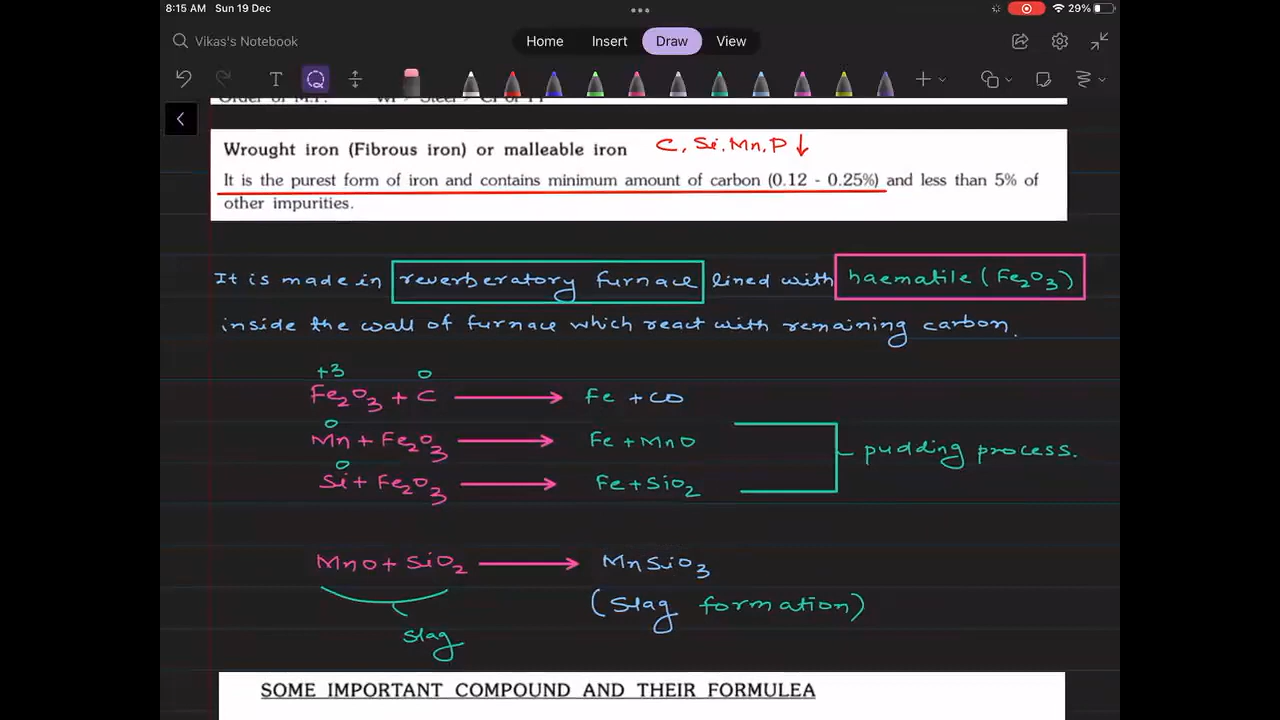 8:15 AM Sun 19 Dec
29%
Vikas's Notebook
Home Insert Draw View
Wrought iron (Fibrous iron) or malleable iron C, Si, Mn, P ↓
It is the purest form of iron and contains minimum amount of carbon (0.12 - 0.25%) and less than 5% of
other impurities.
It is made in reverberatory furnace lined with haematile (Fe₂O₃)
inside the wall of furnace which react with remaining carbon.
+3 0
Fe₂O₃ + C ⟶ Fe + CO
0
Mn + Fe₂O₃ ⟶ Fe + MnO
0
Si + Fe₂O₃ ⟶ Fe + SiO₂
pudding process.
MnO + SiO₂ ⟶ MnSiO₃
(Slag formation)
slag
SOME IMPORTANT COMPOUND AND THEIR FORMULEA